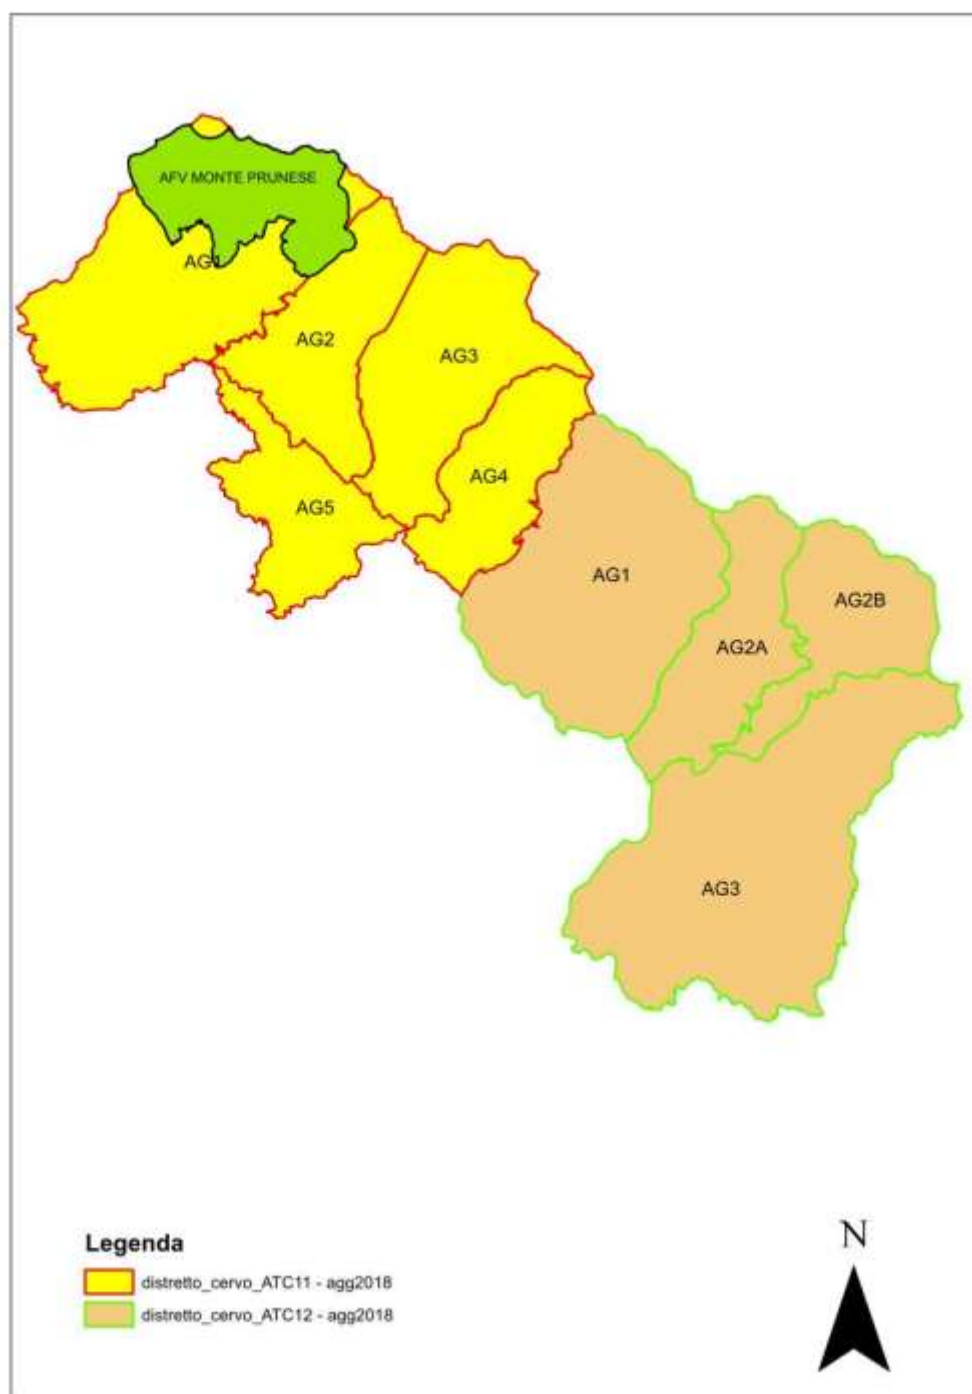 AFV MONTE PRUNESE
AG1
AG2
AG3
AG4
AG5
AG1
AG2B
AG2A
AG3
N
Legenda
distretto_cervo_ATC11 - agg2018
distretto_cervo_ATC12 - agg2018